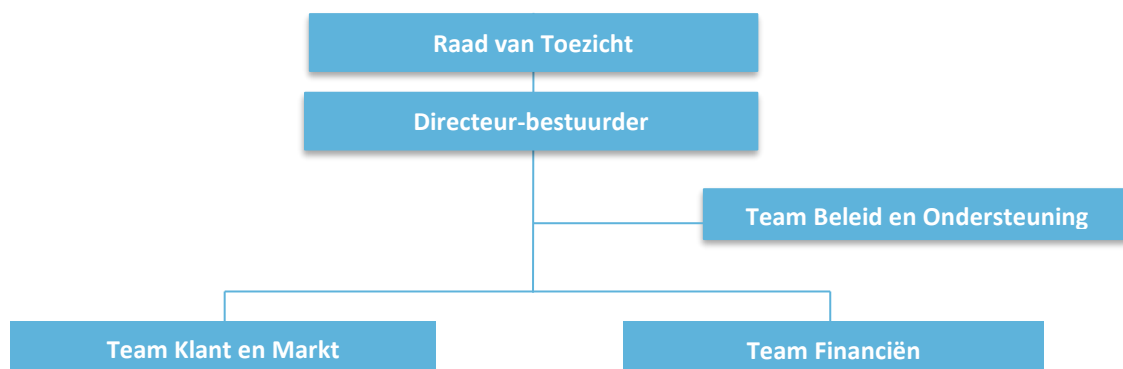 Raad van Toezicht
Directeur-bestuurder
Team Beleid en Ondersteuning
Team Klant en Markt
Team Financiën